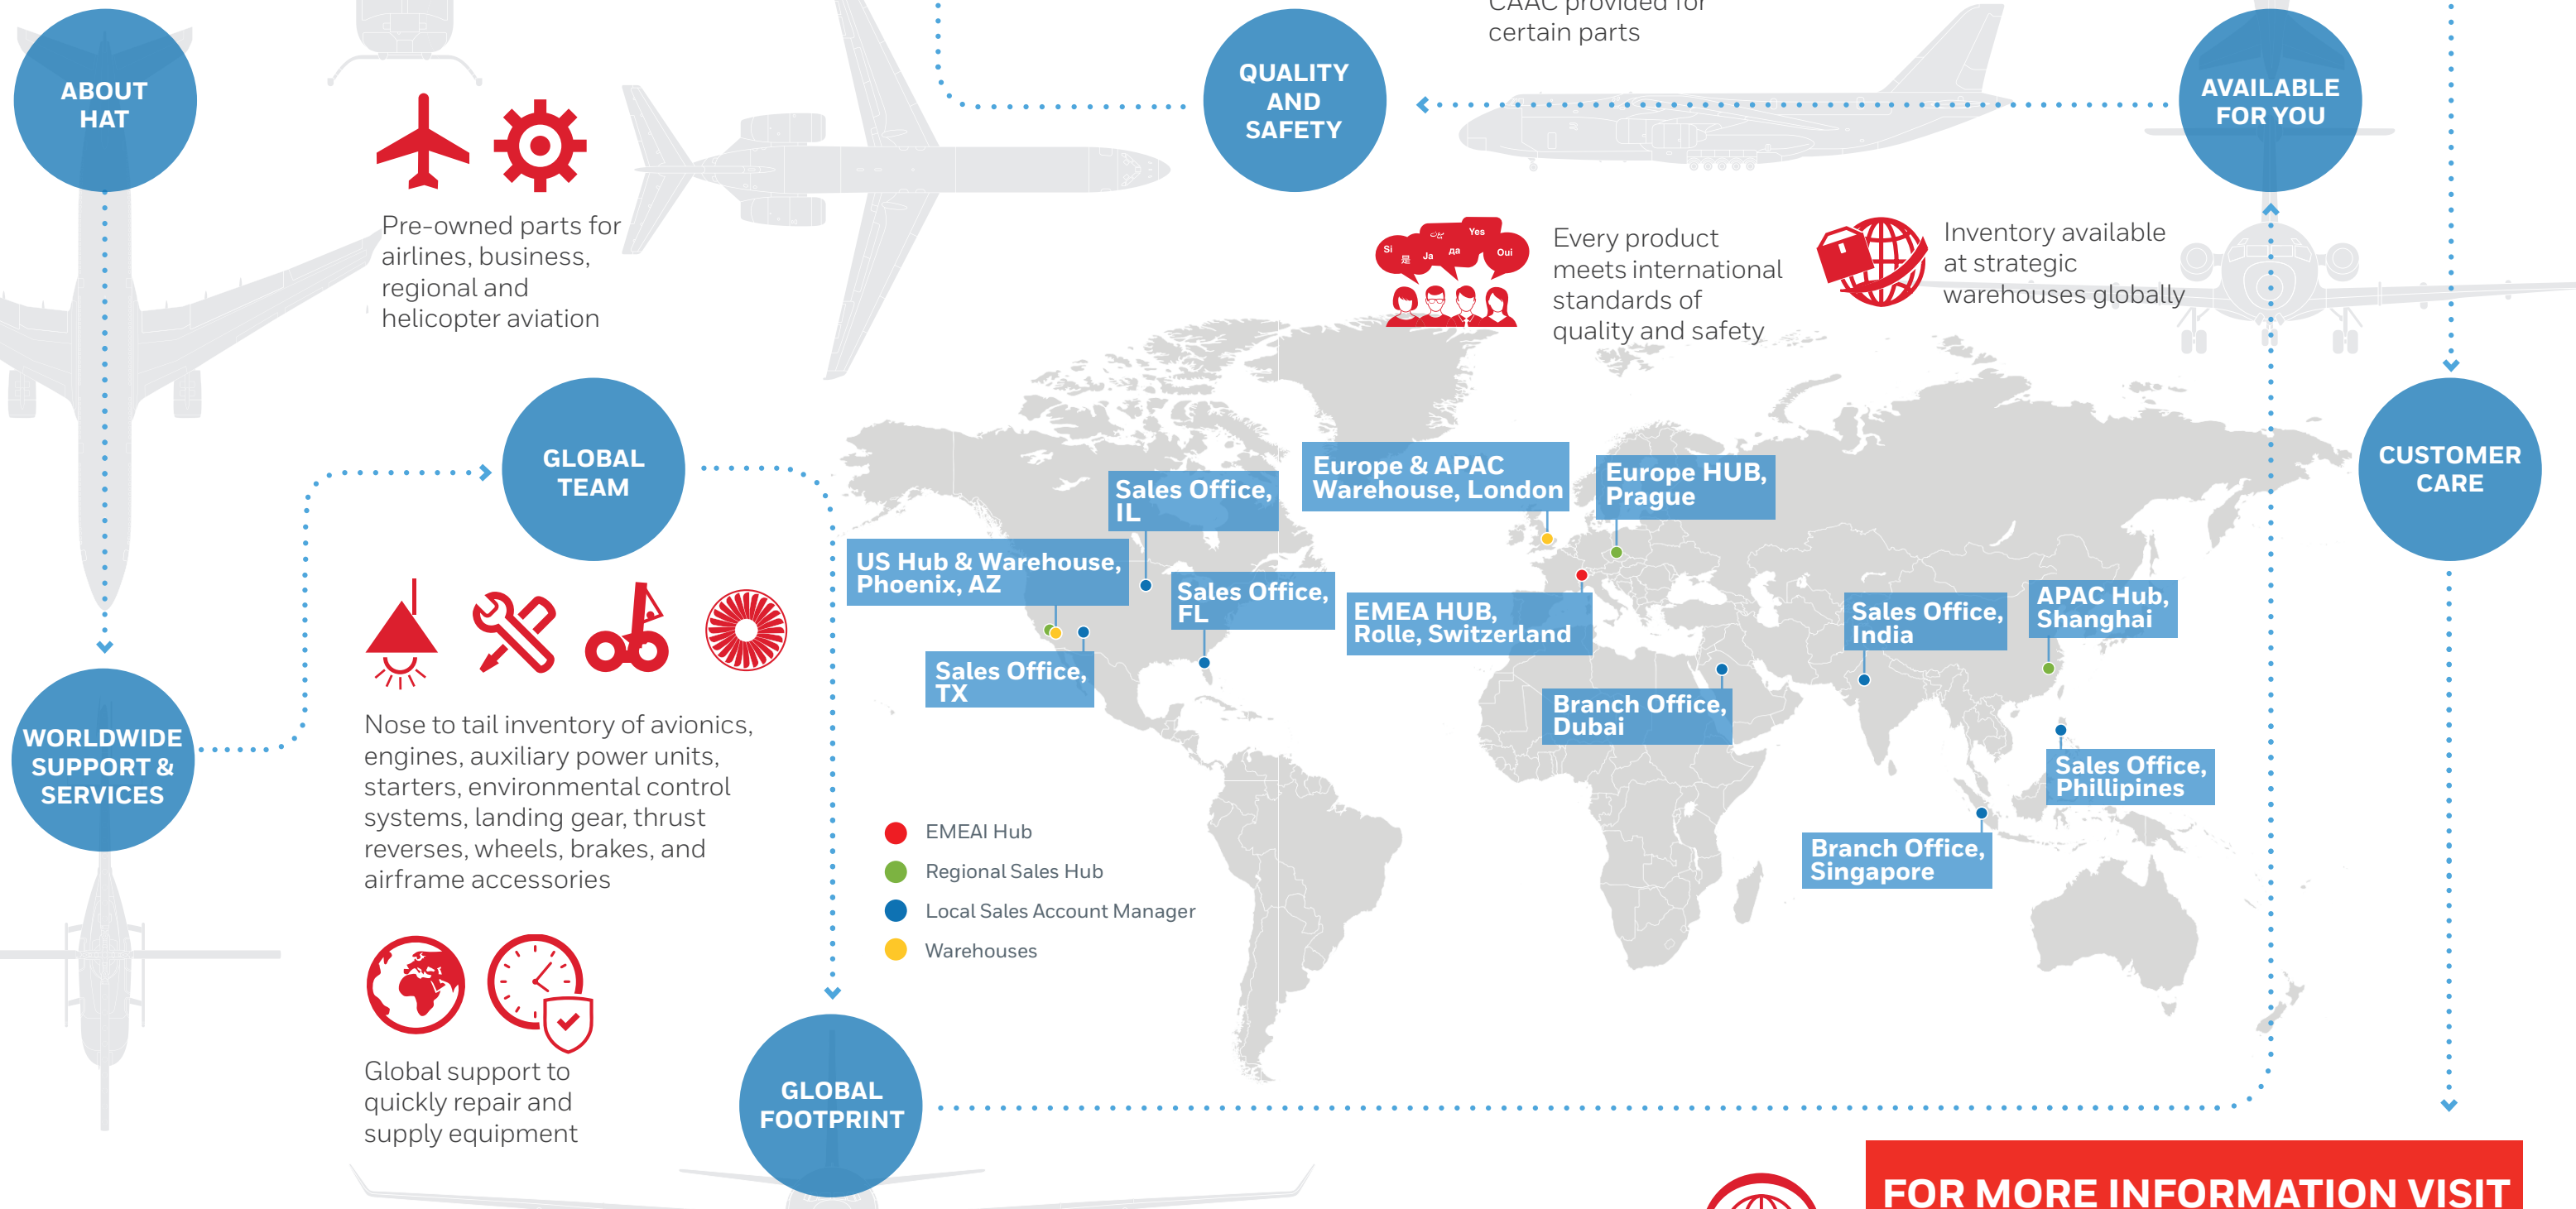 CAAC provided for
certain parts
ABOUT
HAT
QUALITY
AND
SAFETY
AVAILABLE
FOR YOU
Pre-owned parts for
airlines, business,
regional and
helicopter aviation
Si
是
Ja
да
Yes
Oui
Every product
meets international
standards of
quality and safety
Inventory available
at strategic
warehouses globally
GLOBAL
TEAM
CUSTOMER
CARE
Nose to tail inventory of avionics,
engines, auxiliary power units,
starters, environmental control
systems, landing gear, thrust
reverses, wheels, brakes, and
airframe accessories
WORLDWIDE
SUPPORT &
SERVICES
Global support to
quickly repair and
supply equipment
Sales Office,
IL
US Hub & Warehouse,
Phoenix, AZ
Sales Office,
FL
Sales Office,
TX
Europe & APAC
Warehouse, London
Europe HUB,
Prague
EMEA HUB,
Rolle, Switzerland
Branch Office,
Dubai
Sales Office,
India
APAC Hub,
Shanghai
Sales Office,
Phillipines
Branch Office,
Singapore
EMEAI Hub
Regional Sales Hub
Local Sales Account Manager
Warehouses
GLOBAL
FOOTPRINT
FOR MORE INFORMATION VISIT